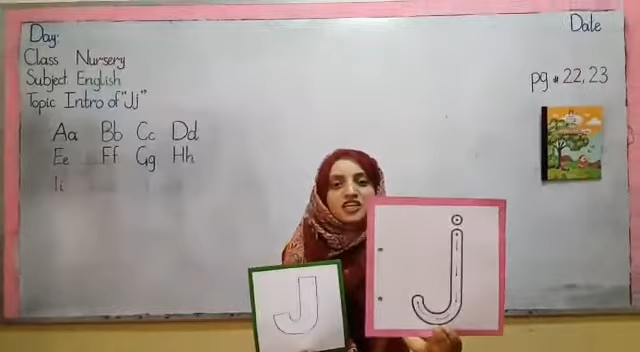 Day:
Class Nursery
Subject English
Topic Intro of "Jj"
Aa Bb Cc Dd
Ee Ff Gg Hh
Ii
Date
pg # 22, 23
J
j